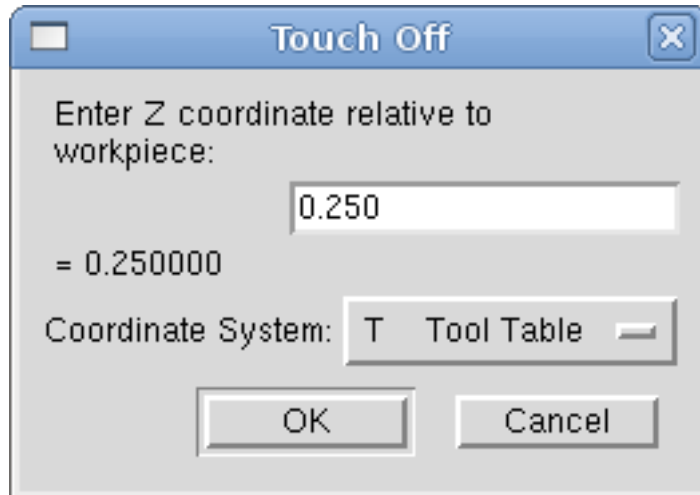 Touch Off
Enter Z coordinate relative to
workpiece:
0.250
= 0.250000
Coordinate System: T Tool Table
OK Cancel